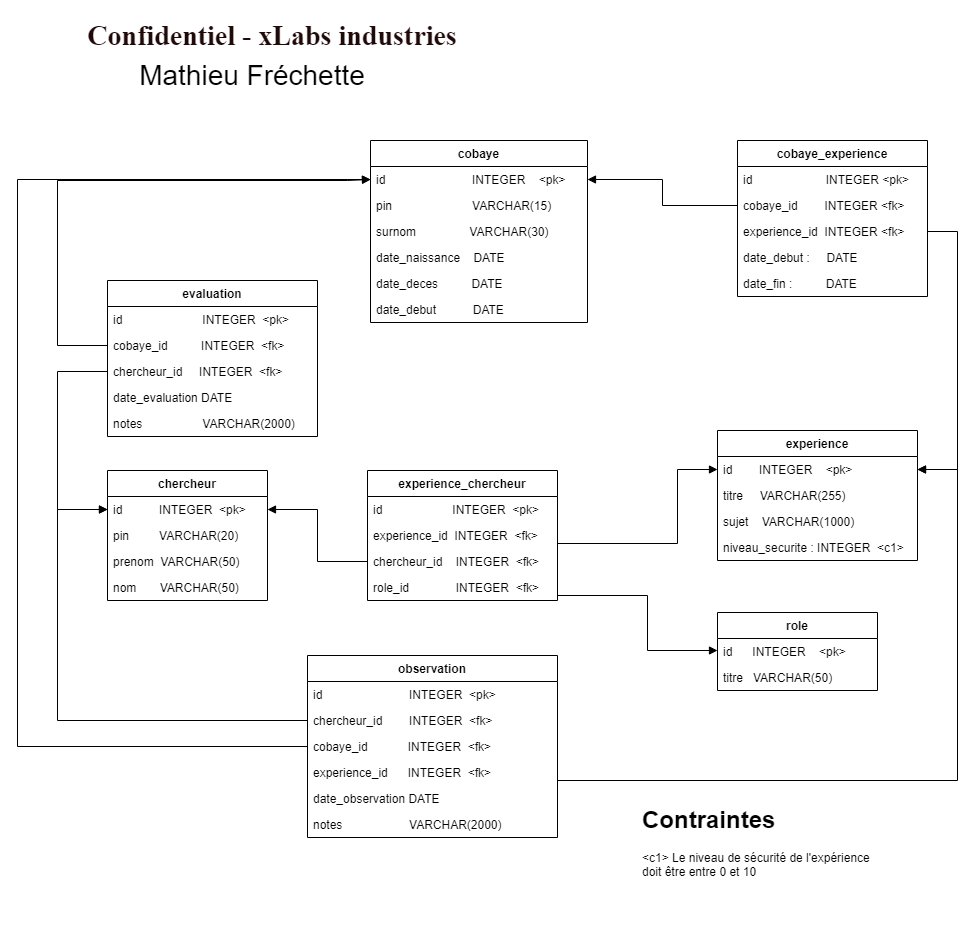 Confidentiel - xLabs industries
Mathieu Fréchette
cobaye
id INTEGER <pk>
pin VARCHAR(15)
surnom VARCHAR(30)
date_naissance DATE
date_deces DATE
date_debut DATE
cobaye_experience
id INTEGER <pk>
cobaye_id INTEGER <fk>
experience_id INTEGER <fk>
date_debut : DATE
date_fin : DATE
evaluation
id INTEGER <pk>
cobaye_id INTEGER <fk>
chercheur_id INTEGER <fk>
date_evaluation DATE
notes VARCHAR(2000)
chercheur
id INTEGER <pk>
pin VARCHAR(20)
prenom VARCHAR(50)
nom VARCHAR(50)
experience_chercheur
id INTEGER <pk>
experience_id INTEGER <fk>
chercheur_id INTEGER <fk>
role_id INTEGER <fk>
experience
id INTEGER <pk>
titre VARCHAR(255)
sujet VARCHAR(1000)
niveau_securite : INTEGER <c1>
role
id INTEGER <pk>
titre VARCHAR(50)
observation
id INTEGER <pk>
chercheur_id INTEGER <fk>
cobaye_id INTEGER <fk>
experience_id INTEGER <fk>
date_observation DATE
notes VARCHAR(2000)
Contraintes
<c1> Le niveau de sécurité de l'expérience
doit être entre 0 et 10